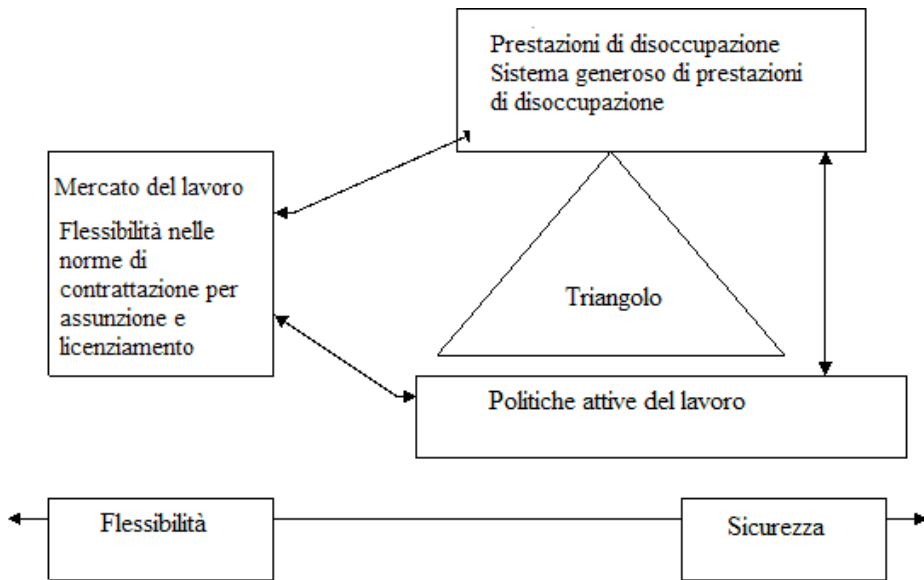 Prestazioni di disoccupazione
Sistema generoso di prestazioni
di disoccupazione
Mercato del lavoro
Flessibilità nelle
norme di
contrattazione per
assunzione e
licenziamento
Triangolo
Politiche attive del lavoro
Flessibilità
Sicurezza